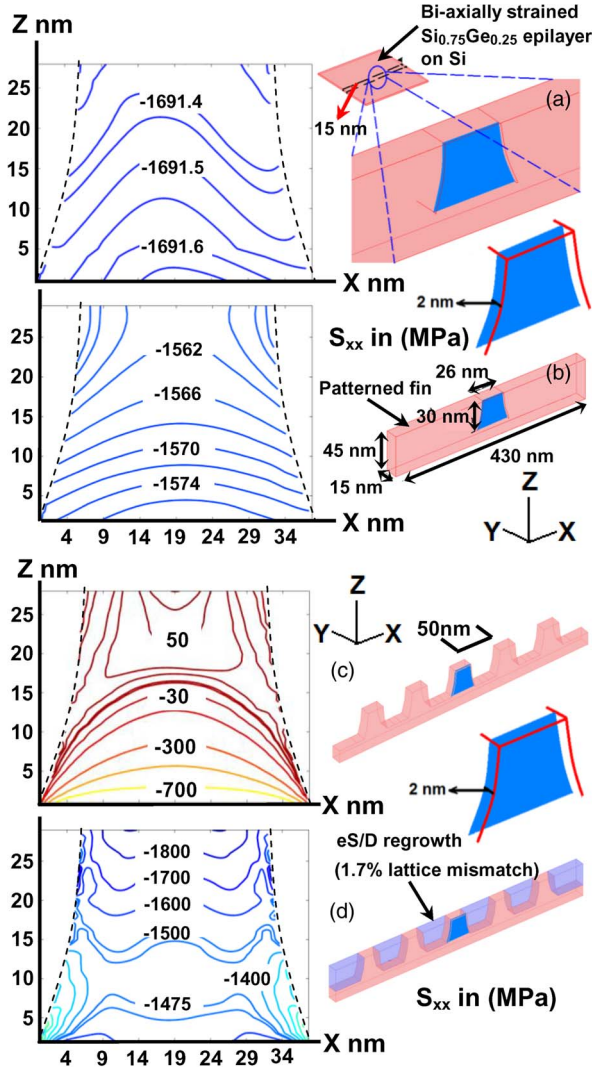 Z nm
25
20
15
10
5
-1691.4
-1691.5
-1691.6
X nm
Bi-axially strained
Si0.75Ge0.25 epilayer
on Si
(a)
15 nm
2 nm
Sxx in (MPa)
25
20
15
10
5
-1562
-1566
-1570
-1574
4 9 14 19 24 29 34
X nm
26 nm
(b)
Patterned fin
30 nm
45 nm
15 nm
430 nm
Z
Y X
Z nm
25
20
15
10
5
50
-30
-300
-700
Z
Y X
50nm
(c)
2 nm
25
20
15
10
5
-1800
-1700
-1600
-1500
-1400
-1475
4 9 14 19 24 29 34
X nm
eS/D regrowth
(1.7% lattice mismatch)
(d)
Sxx in (MPa)